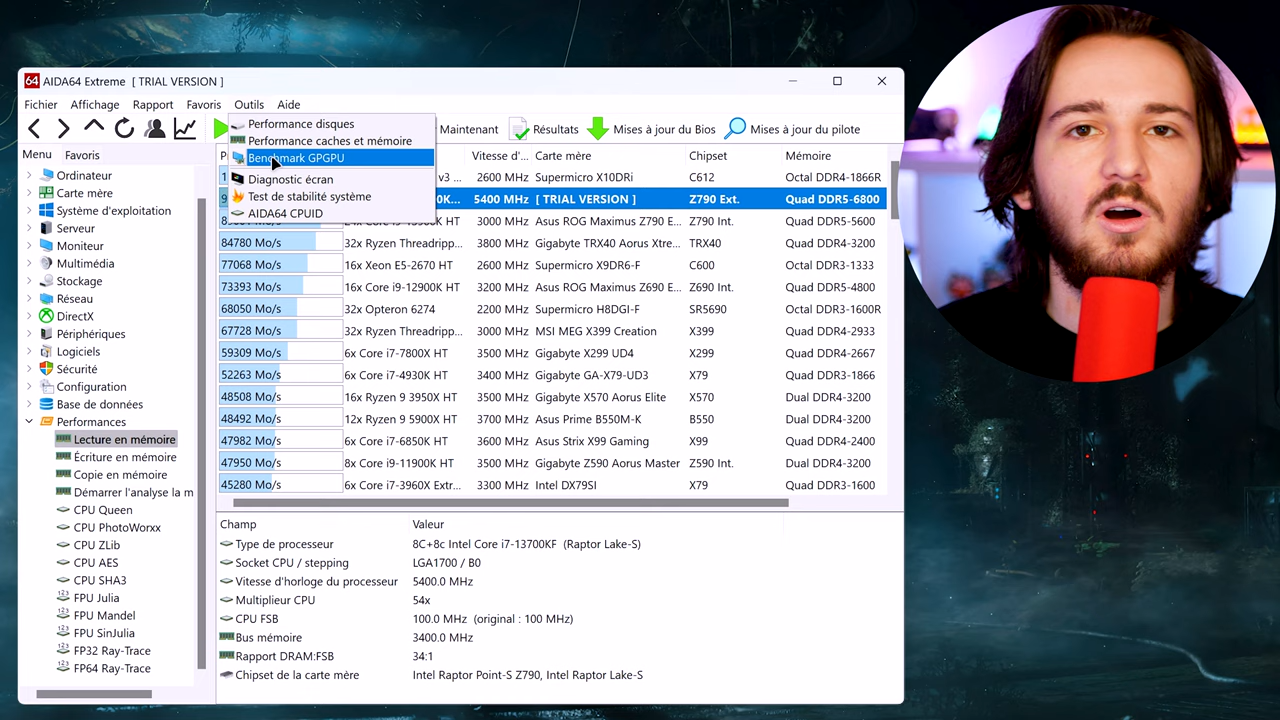 64 AIDA64 Extreme [ TRIAL VERSION ]
Fichier Affichage Rapport Favoris Outils Aide
Maintenant Résultats Mises à jour du Bios Mises à jour du pilote
Performance disques
Performance caches et mémoire
Benchmark GPGPU
Diagnostic écran
Test de stabilité système
AIDA64 CPUID
Menu Favoris
Ordinateur
Carte mère
Système d'exploitation
Serveur
Moniteur
Multimédia
Stockage
Réseau
DirectX
Périphériques
Logiciels
Sécurité
Configuration
Base de données
Performances
Lecture en mémoire
Écriture en mémoire
Copie en mémoire
Démarrer l'analyse la m
CPU Queen
CPU PhotoWorxx
CPU ZLib
CPU AES
CPU SHA3
FPU Julia
FPU Mandel
FPU SinJulia
FP32 Ray-Trace
FP64 Ray-Trace
Vitesse d'... Carte mère Chipset Mémoire
v3 ... 2600 MHz Supermicro X10DRi C612 Octal DDR4-1866R
0K... 5400 MHz [ TRIAL VERSION ] Z790 Ext. Quad DDR5-6800
3000 MHz Asus ROG Maximus Z790 E... Z790 Int. Quad DDR5-5600
84780 Mo/s 32x Ryzen Threadripp... 3800 MHz Gigabyte TRX40 Aorus Xtre... TRX40 Quad DDR4-3200
77068 Mo/s 16x Xeon E5-2670 HT 2600 MHz Supermicro X9DR6-F C600 Octal DDR3-1333
73393 Mo/s 16x Core i9-12900K HT 3200 MHz Asus ROG Maximus Z690 E... Z690 Int. Quad DDR5-4800
68050 Mo/s 32x Opteron 6274 2200 MHz Supermicro H8DGI-F SR5690 Octal DDR3-1600R
67728 Mo/s 32x Ryzen Threadripp... 3000 MHz MSI MEG X399 Creation X399 Quad DDR4-2933
59309 Mo/s 6x Core i7-7800X HT 3500 MHz Gigabyte X299 UD4 X299 Quad DDR4-2667
52263 Mo/s 6x Core i7-4930K HT 3400 MHz Gigabyte GA-X79-UD3 X79 Quad DDR3-1866
48508 Mo/s 16x Ryzen 9 3950X HT 3500 MHz Gigabyte X570 Aorus Elite X570 Dual DDR4-3200
48492 Mo/s 12x Ryzen 9 5900X HT 3700 MHz Asus Prime B550M-K B550 Dual DDR4-3200
47982 Mo/s 6x Core i7-6850K HT 3600 MHz Asus Strix X99 Gaming X99 Quad DDR4-2400
47950 Mo/s 8x Core i9-11900K HT 3500 MHz Gigabyte Z590 Aorus Master Z590 Int. Dual DDR4-3200
45280 Mo/s 6x Core i7-3960X Extr... 3300 MHz Intel DX79SI X79 Quad DDR3-1600
Champ Valeur
Type de processeur 8C+8c Intel Core i7-13700KF (Raptor Lake-S)
Socket CPU / stepping LGA1700 / B0
Vitesse d'horloge du processeur 5400.0 MHz
Multiplieur CPU 54x
CPU FSB 100.0 MHz (original : 100 MHz)
Bus mémoire 3400.0 MHz
Rapport DRAM:FSB 34:1
Chipset de la carte mère Intel Raptor Point-S Z790, Intel Raptor Lake-S